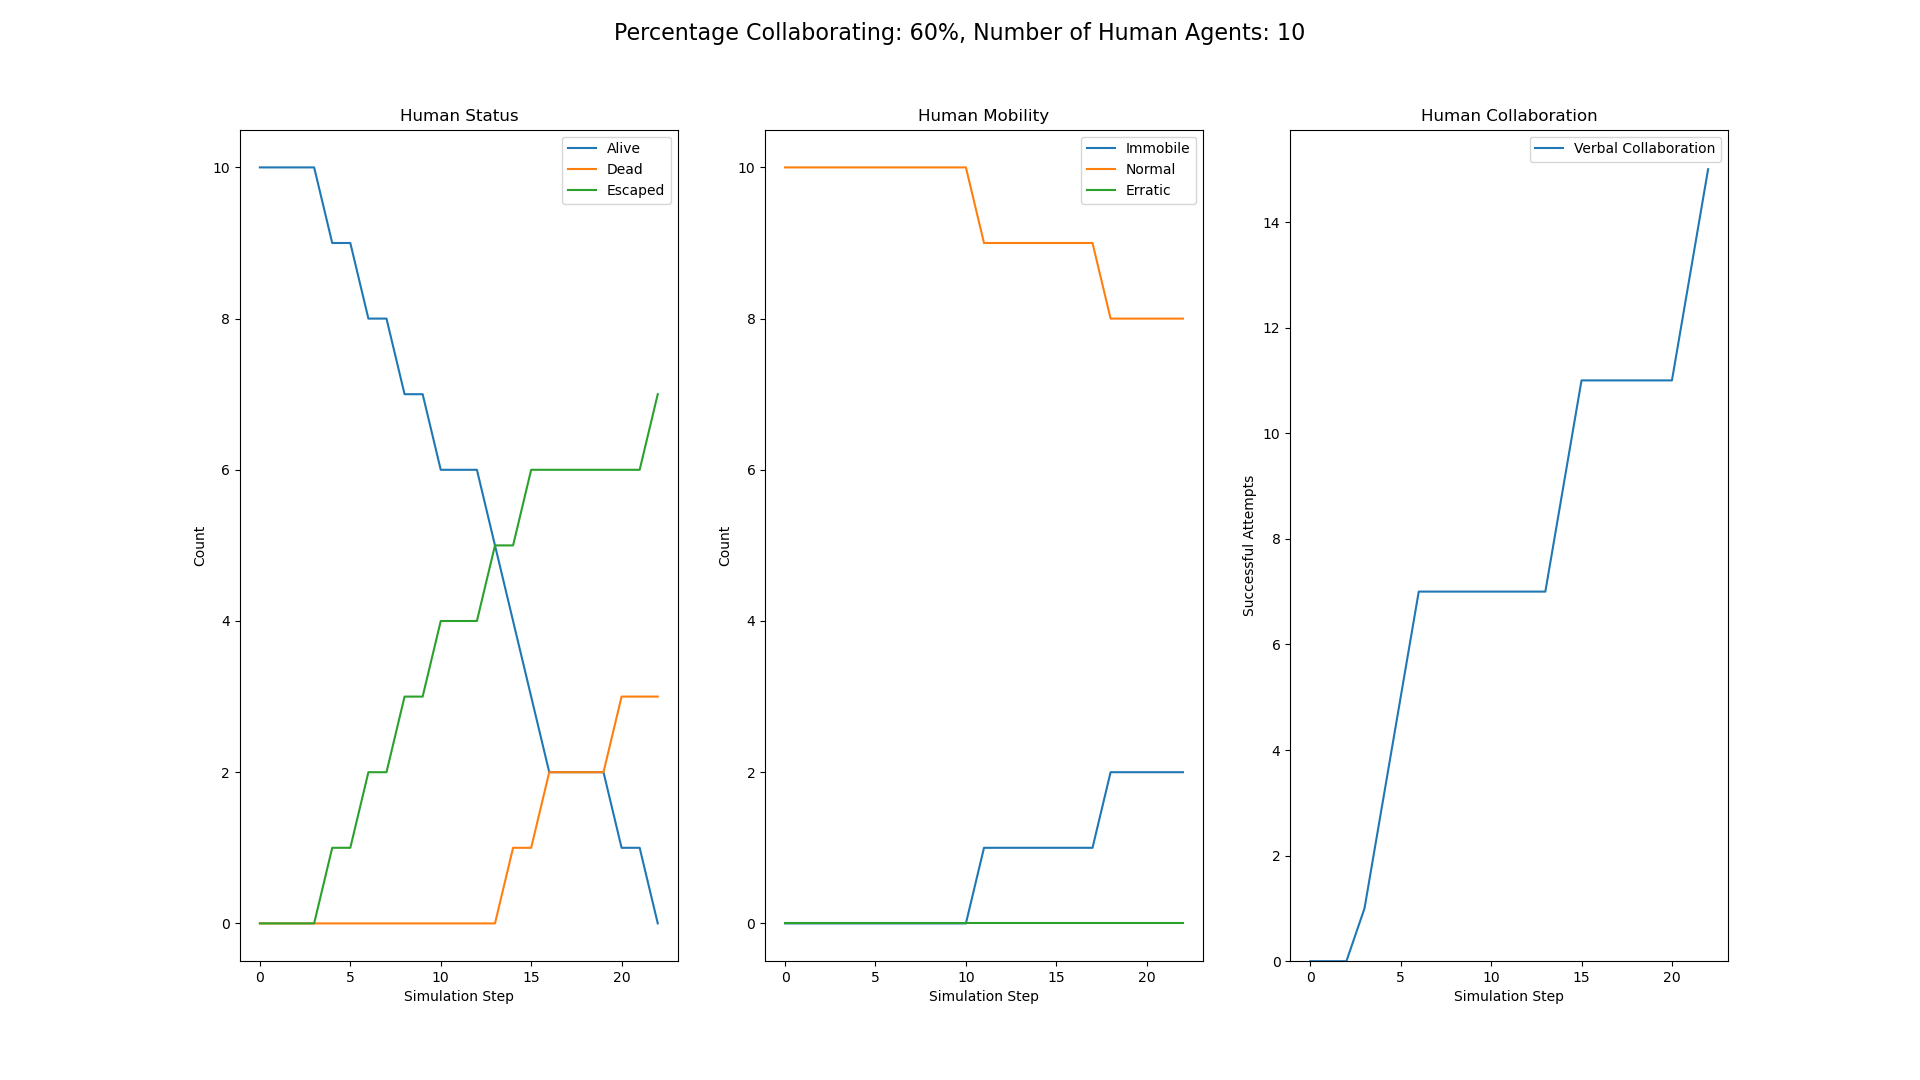 Percentage Collaborating: 60%, Number of Human Agents: 10
Human Status
Alive
Dead
Escaped
10
8
6
4
2
0
Count
0 5 10 15 20
Simulation Step
Human Mobility
Immobile
Normal
Erratic
10
8
6
4
2
0
Count
0 5 10 15 20
Simulation Step
Human Collaboration
Verbal Collaboration
14
12
10
8
6
4
2
0
Successful Attempts
0 5 10 15 20
Simulation Step